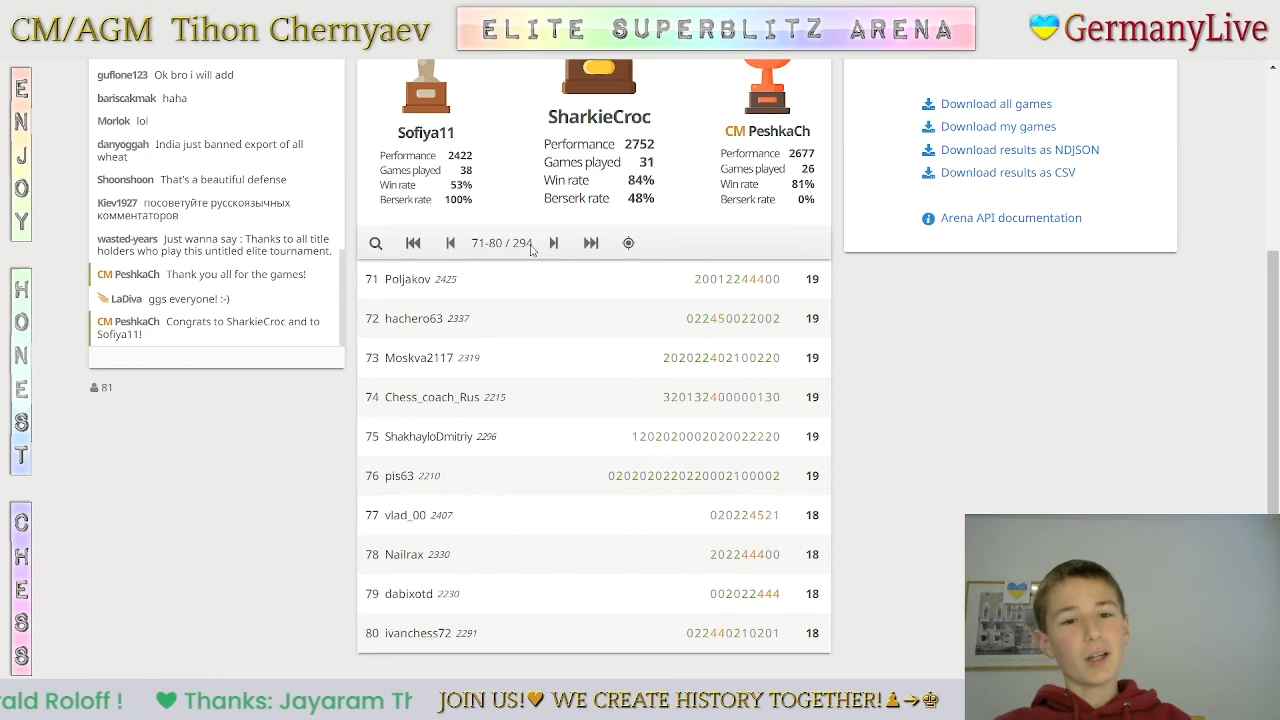 CM/AGM Tihon Chernyaev
ELITE SUPERBLITZ ARENA
GermanyLive
ENJOY
HONEST
CHESS
guflone123 Ok bro i will add
bariscakmak haha
Morlok lol
danyoggah India just banned export of all
wheat
Shoonshoon That's a beautiful defense
Kiev1927 посоветуйте русскоязычных
комментаторов
wasted-years Just wanna say : Thanks to all title
holders who play this untitled elite tournament.
CM PeshkaCh Thank you all for the games!
LaDiva ggs everyone! :-)
CM PeshkaCh Congrats to SharkieCroc and to
Sofiya11!
81
Sofiya11
Performance 2422
Games played 38
Win rate 53%
Berserk rate 100%
SharkieCroc
Performance 2752
Games played 31
Win rate 84%
Berserk rate 48%
CM PeshkaCh
Performance 2677
Games played 26
Win rate 81%
Berserk rate 0%
71-80 / 294
71 Poljakov 2425 20012244400 19
72 hachero63 2337 022450022002 19
73 Moskva2117 2319 202022402100220 19
74 Chess_coach_Rus 2215 320132400000130 19
75 ShakhayloDmitriy 2296 1202020002020022220 19
76 pis63 2210 0202020220220002100002 19
77 vlad_00 2407 020224521 18
78 Nailrax 2330 202244400 18
79 dabixotd 2230 002022444 18
80 ivanchess72 2291 022440210201 18
Download all games
Download my games
Download results as NDJSON
Download results as CSV
Arena API documentation
rald Roloff ! Thanks: Jayaram Th
JOIN US! WE CREATE HISTORY TOGETHER!